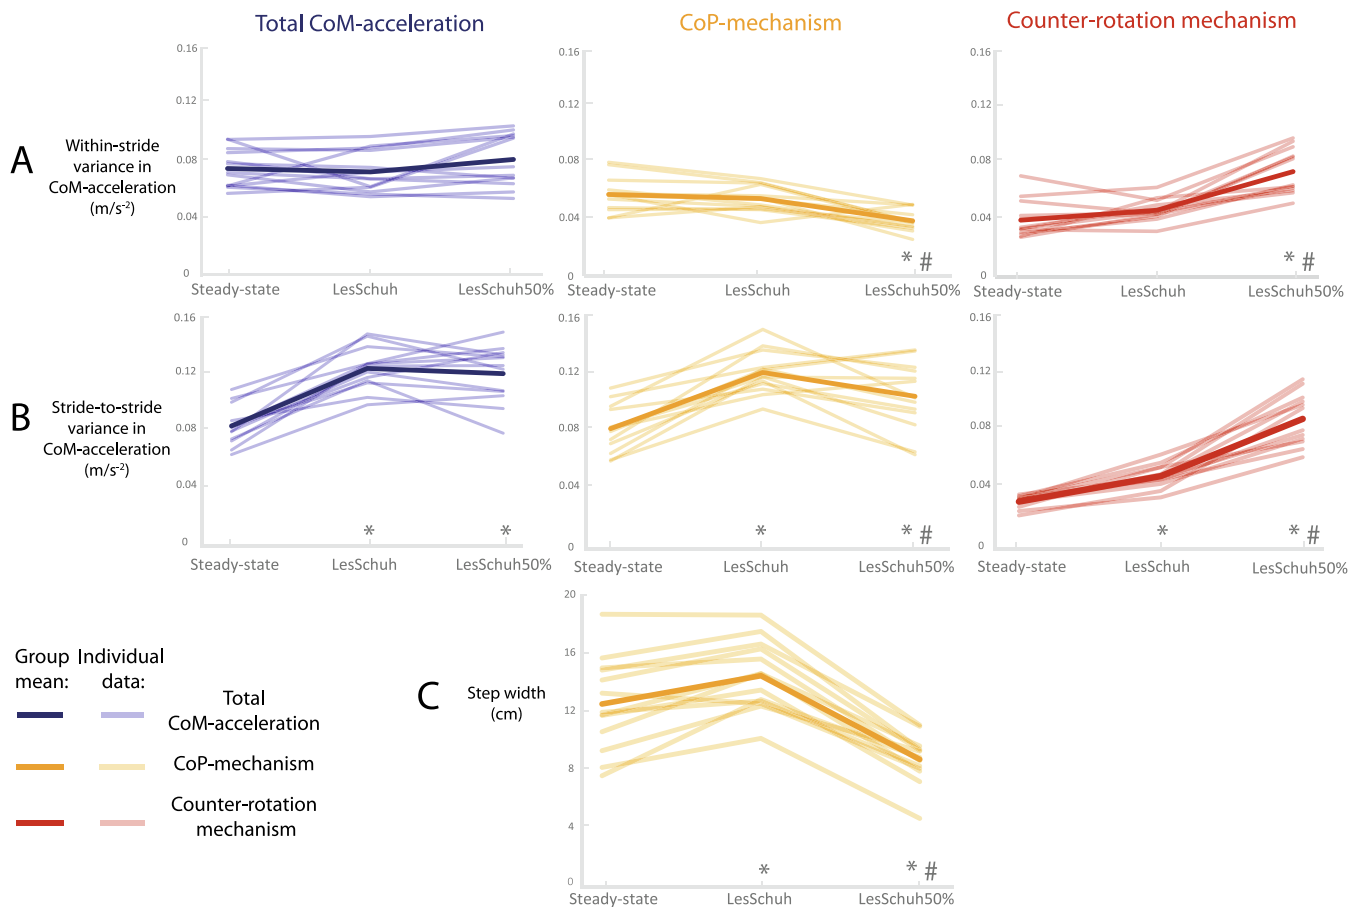 Total CoM-acceleration
CoP-mechanism
Counter-rotation mechanism
A
Within-stride
variance in
CoM-acceleration
(m/s⁻²)
0.16
0.12
0.08
0.04
0
Steady-state LesSchuh LesSchuh50%
0.16
0.12
0.08
0.04
0
* #
Steady-state LesSchuh LesSchuh50%
0.16
0.12
0.08
0.04
0
* #
Steady-state LesSchuh LesSchuh50%
B
Stride-to-stride
variance in
CoM-acceleration
(m/s⁻²)
0.16
0.12
0.08
0.04
0
* *
Steady-state LesSchuh LesSchuh50%
0.16
0.12
0.08
0.04
0
* * #
Steady-state LesSchuh LesSchuh50%
0.16
0.12
0.08
0.04
0
* * #
Steady-state LesSchuh LesSchuh50%
Group Individual
mean: data:
Total
CoM-acceleration
CoP-mechanism
Counter-rotation
mechanism
C
Step width
(cm)
20
16
12
8
4
0
* * #
Steady-state LesSchuh LesSchuh50%